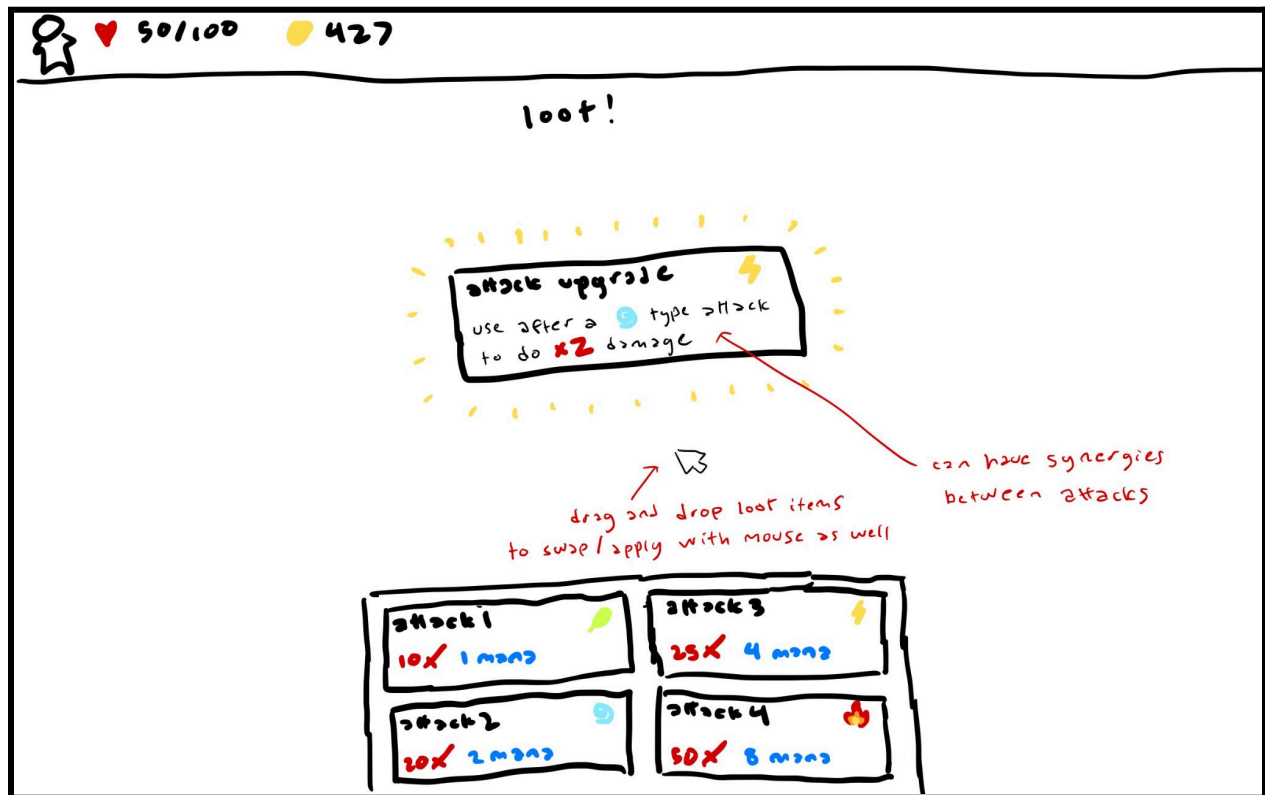 50/100 427
loot!
attack upgrade
use after a type attack
to do x2 damage
can have synergies
between attacks
drag and drop loot items
to swap/apply with mouse as well
attack 1
10 1 mana
attack 3
25 4 mana
attack 2
20 2 mana
attack 4
50 8 mana